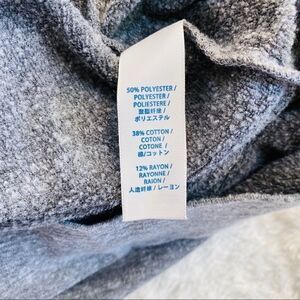 50% POLYESTER /
POLYESTER /
POLIESTERE /
聚酯纤维 /
ポリエステル
38% COTTON /
COTON /
COTONE /
棉/コットン
12% RAYON /
RAYONNE /
RAION /
人造纤维 / レーヨン